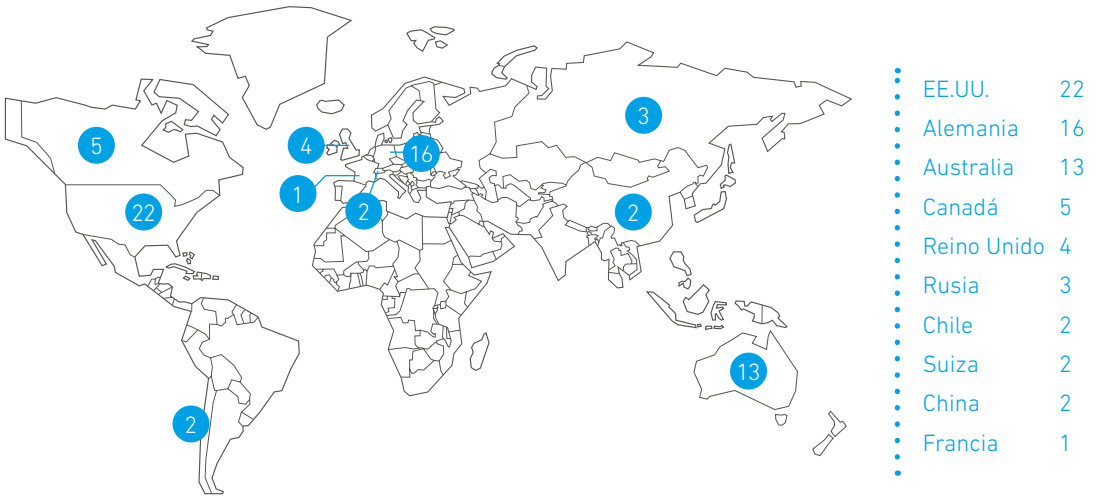 3
5
4
16
1
22
2
2
13
2
EE.UU. 22
Alemania 16
Australia 13
Canadá 5
Reino Unido 4
Rusia 3
Chile 2
Suiza 2
China 2
Francia 1